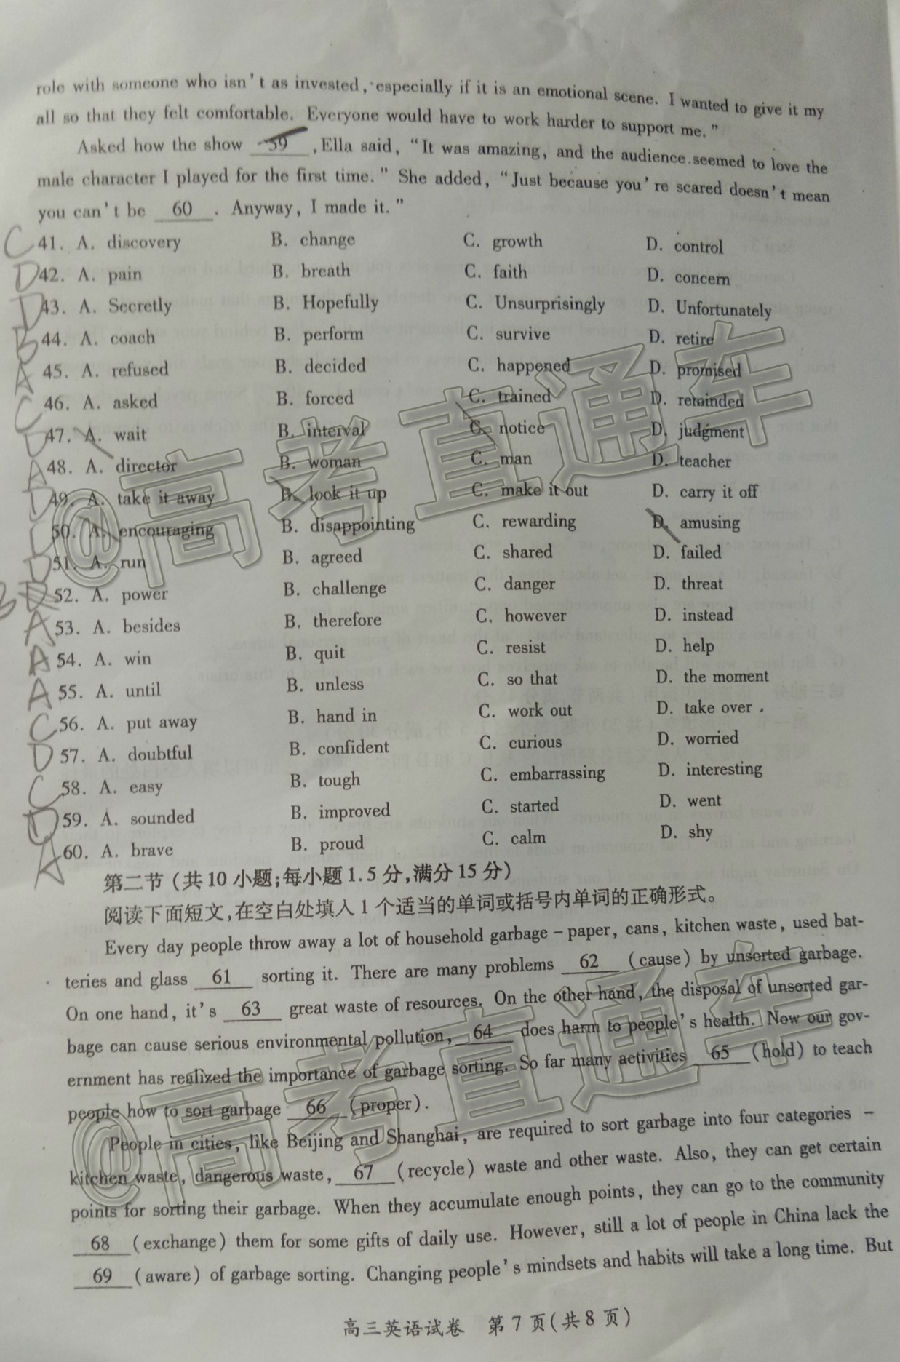 role with someone who isn't as invested, especially if it is an emotional scene. I wanted to give it my
all so that they felt comfortable. Everyone would have to work harder to support me."
Asked how the show 59 , Ella said, "It was amazing, and the audience seemed to love the
male character I played for the first time." She added, "Just because you're scared doesn't mean
you can't be 60 . Anyway, I made it."
C 41. A. discovery B. change C. growth D. control
D 42. A. pain B. breath C. faith D. concern
D 43. A. Secretly B. Hopefully C. Unsurprisingly D. Unfortunately
B 44. A. coach B. perform C. survive D. retire
A 45. A. refused B. decided C. happened D. promised
C 46. A. asked B. forced C. trained D. remainded
D 47. A. wait B. interval C. notice D. judgment
A 48. A. director B. woman C. man D. teacher
D 49. A. take it away B. look it up C. make it out D. carry it off
50. A. encouraging B. disappointing C. rewarding D. amusing
D 51. A. run B. agreed C. shared D. failed
B 52. A. power B. challenge C. danger D. threat
A 53. A. besides B. therefore C. however D. instead
A 54. A. win B. quit C. resist D. help
A 55. A. until B. unless C. so that D. the moment
C 56. A. put away B. hand in C. work out D. take over .
D 57. A. doubtful B. confident C. curious D. worried
C 58. A. easy B. tough C. embarrassing D. interesting
D 59. A. sounded B. improved C. started D. went
A 60. A. brave B. proud C. calm D. shy
第二节(共10小题;每小题1.5分,满分15分)
阅读下面短文,在空白处填入1个适当的单词或括号内单词的正确形式。
Every day people throw away a lot of household garbage – paper, cans, kitchen waste, used bat-
teries and glass 61 sorting it. There are many problems 62 (cause) by unsorted garbage.
On one hand, it's 63 great waste of resources. On the other hand, the disposal of unsorted gar-
bage can cause serious environmental pollution, 64 does harm to people's health. Now our gov-
ernment has realized the importance of garbage sorting. So far many activities 65 (hold) to teach
people how to sort garbage 66 (proper).
People in cities, like Beijing and Shanghai, are required to sort garbage into four categories –
kitchen waste, dangerous waste, 67 (recycle) waste and other waste. Also, they can get certain
points for sorting their garbage. When they accumulate enough points, they can go to the community
68 (exchange) them for some gifts of daily use. However, still a lot of people in China lack the
69 (aware) of garbage sorting. Changing people's mindsets and habits will take a long time. But
高三英语试卷 第7页(共8页)
@高考直通车
@高考直通车